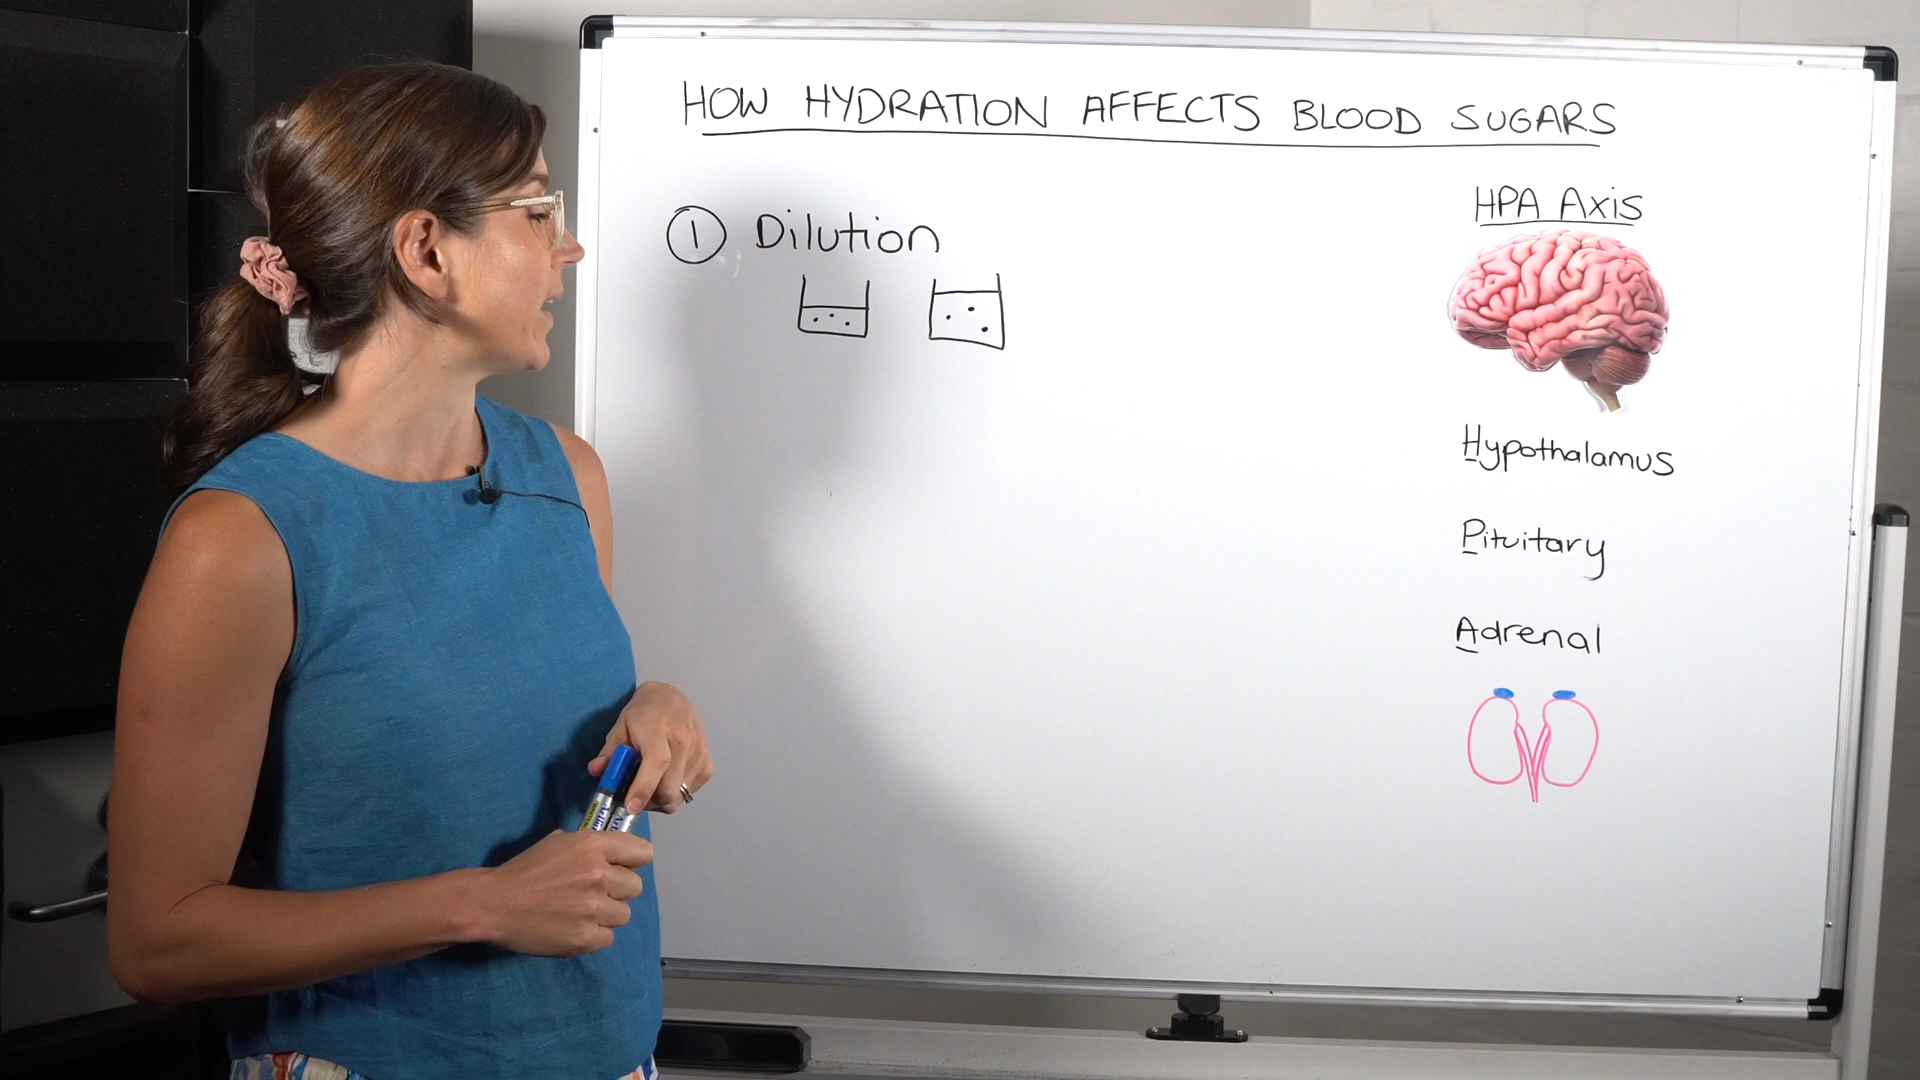 HOW HYDRATION AFFECTS BLOOD SUGARS
① Dilution
HPA Axis
Hypothalamus
Pituitary
Adrenal